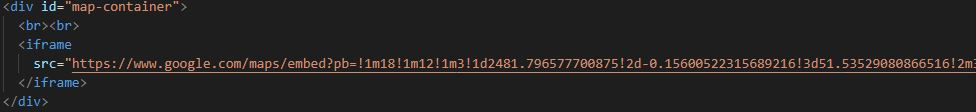 <div id="map-container">
<br><br>
<iframe
src="https://www.google.com/maps/embed?pb=!1m18!1m12!1m3!1d2481.796577700875!2d-0.15600522315689216!3d51.53529080866516!2m3
</iframe>
</div>